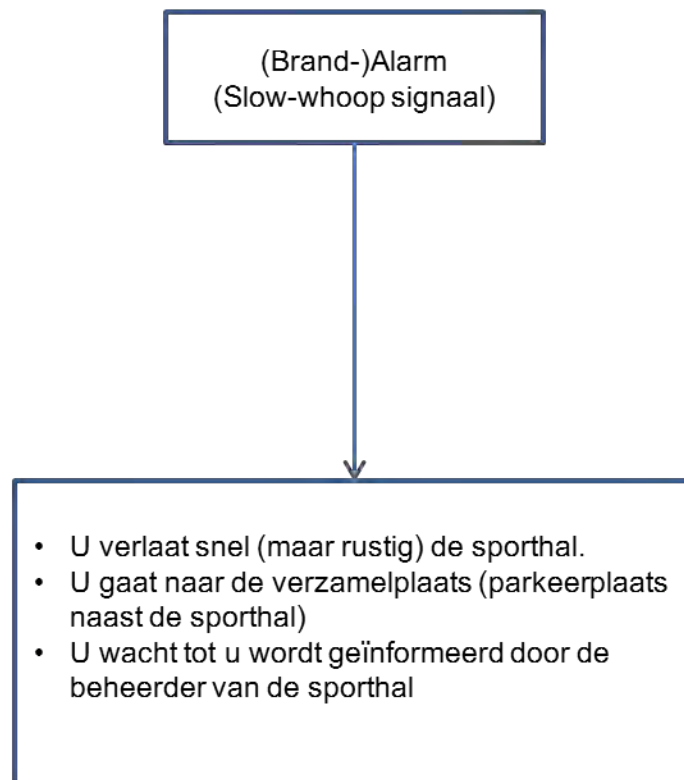 (Brand-)Alarm
(Slow-whoop signaal)
• U verlaat snel (maar rustig) de sporthal.
• U gaat naar de verzamelplaats (parkeerplaats
naast de sporthal)
• U wacht tot u wordt geïnformeerd door de
beheerder van de sporthal